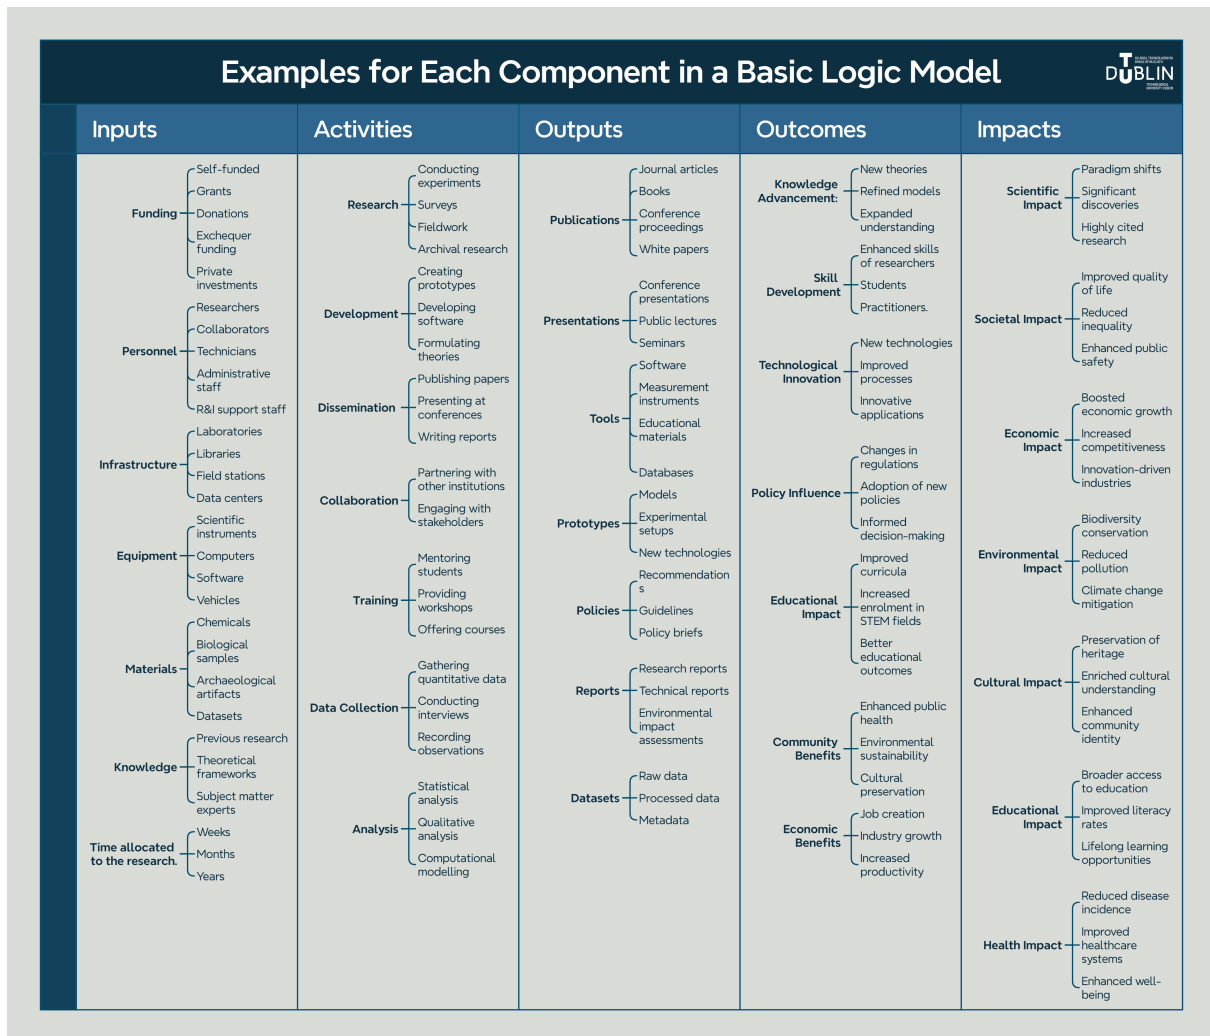 Examples for Each Component in a Basic Logic Model
DUBLIN
TECHNOLOGICAL
UNIVERSITY DUBLIN
Inputs
Funding
Self-funded
Grants
Donations
Exchequer
funding
Private
investments
Personnel
Researchers
Collaborators
Technicians
Administrative
staff
R&I support staff
Infrastructure
Laboratories
Libraries
Field stations
Data centers
Equipment
Scientific
instruments
Computers
Software
Vehicles
Materials
Chemicals
Biological
samples
Archaeological
artifacts
Datasets
Knowledge
Previous research
Theoretical
frameworks
Subject matter
experts
Time allocated
to the research.
Weeks
Months
Years
Activities
Research
Conducting
experiments
Surveys
Fieldwork
Archival research
Development
Creating
prototypes
Developing
software
Formulating
theories
Dissemination
Publishing papers
Presenting at
conferences
Writing reports
Collaboration
Partnering with
other institutions
Engaging with
stakeholders
Training
Mentoring
students
Providing
workshops
Offering courses
Data Collection
Gathering
quantitative data
Conducting
interviews
Recording
observations
Analysis
Statistical
analysis
Qualitative
analysis
Computational
modelling
Outputs
Publications
Journal articles
Books
Conference
proceedings
White papers
Presentations
Conference
presentations
Public lectures
Seminars
Tools
Software
Measurement
instruments
Educational
materials
Databases
Prototypes
Models
Experimental
setups
New technologies
Policies
Recommendation
s
Guidelines
Policy briefs
Reports
Research reports
Technical reports
Environmental
impact
assessments
Datasets
Raw data
Processed data
Metadata
Outcomes
Knowledge
Advancement:
New theories
Refined models
Expanded
understanding
Skill
Development
Enhanced skills
of researchers
Students
Practitioners.
Technological
Innovation
New technologies
Improved
processes
Innovative
applications
Policy Influence
Changes in
regulations
Adoption of new
policies
Informed
decision-making
Educational
Impact
Improved
curricula
Increased
enrolment in
STEM fields
Better
educational
outcomes
Community
Benefits
Enhanced public
health
Environmental
sustainability
Cultural
preservation
Economic
Benefits
Job creation
Industry growth
Increased
productivity
Impacts
Scientific
Impact
Paradigm shifts
Significant
discoveries
Highly cited
research
Societal Impact
Improved quality
of life
Reduced
inequality
Enhanced public
safety
Economic
Impact
Boosted
economic growth
Increased
competitiveness
Innovation-driven
industries
Environmental
Impact
Biodiversity
conservation
Reduced
pollution
Climate change
mitigation
Cultural Impact
Preservation of
heritage
Enriched cultural
understanding
Enhanced
community
identity
Educational
Impact
Broader access
to education
Improved literacy
rates
Lifelong learning
opportunities
Health Impact
Reduced disease
incidence
Improved
healthcare
systems
Enhanced well-
being